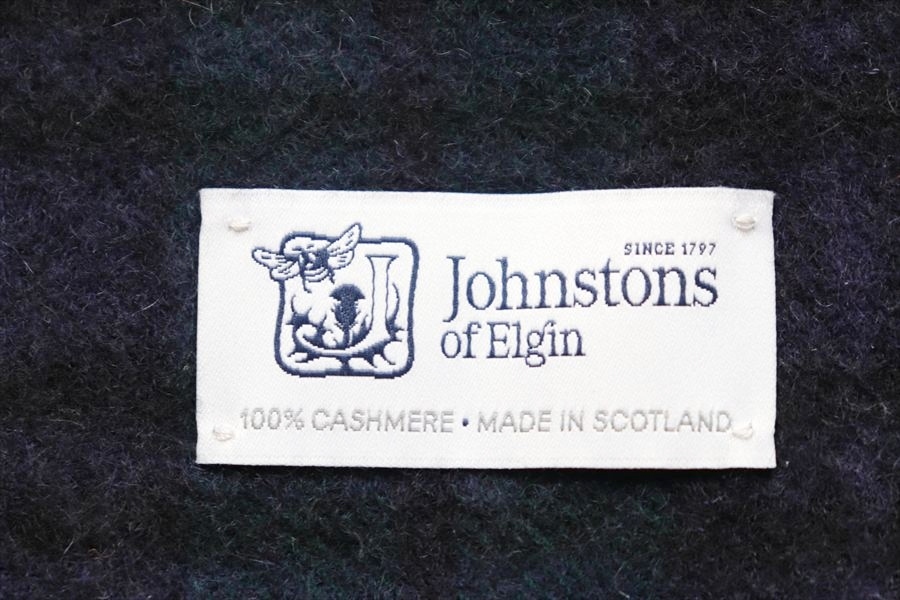 SINCE 1797
Johnstons
of Elgin
100% CASHMERE • MADE IN SCOTLAND